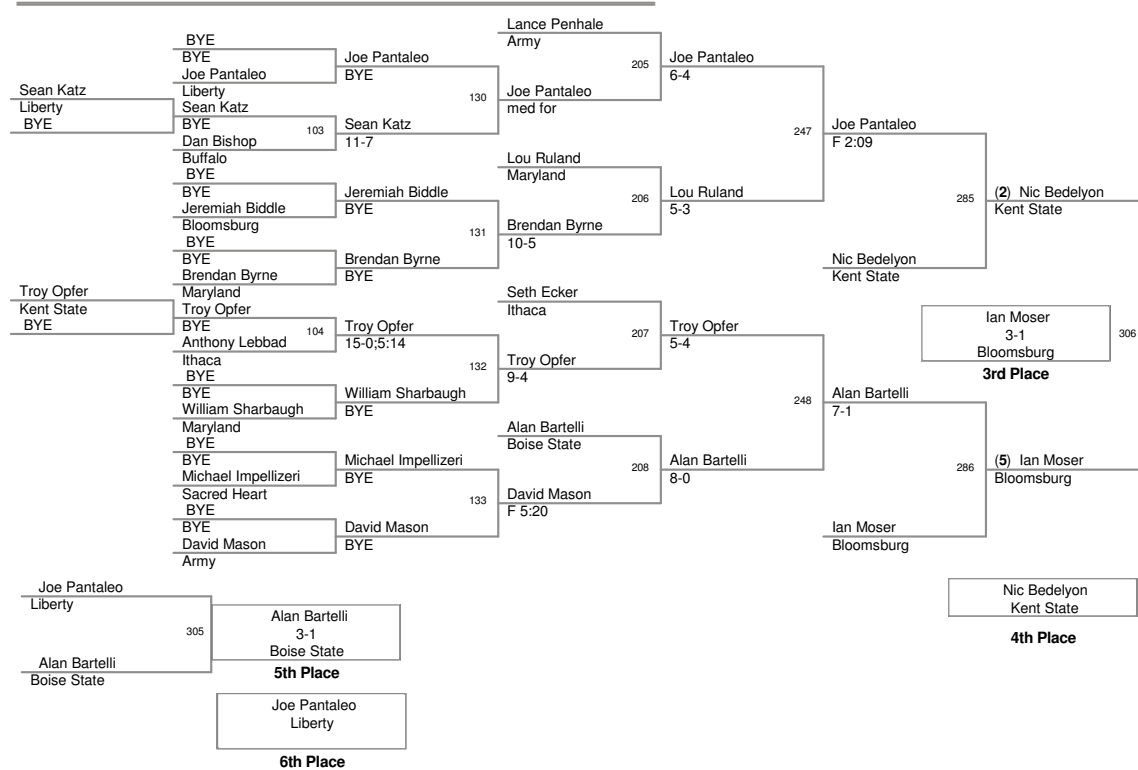 Sean Katz
Liberty
BYE
Troy Opfer
Kent State
BYE
BYE
BYE
Joe Pantaleo
Liberty
Sean Katz
BYE
103
Dan Bishop
Buffalo
BYE
BYE
Jeremiah Biddle
Bloomsburg
BYE
BYE
Brendan Byrne
Maryland
Troy Opfer
BYE
104
Anthony Lebbad
Ithaca
BYE
BYE
William Sharbaugh
Maryland
BYE
BYE
Michael Impellizeri
Sacred Heart
BYE
BYE
David Mason
Army
Joe Pantaleo
BYE
130
Sean Katz
11-7
Jeremiah Biddle
BYE
131
Brendan Byrne
BYE
Troy Opfer
15-0;5:14
132
William Sharbaugh
BYE
Michael Impellizeri
BYE
133
David Mason
BYE
Lance Penhale
Army
205
Joe Pantaleo
med for
Lou Ruland
Maryland
206
Brendan Byrne
10-5
Seth Ecker
Ithaca
207
Troy Opfer
9-4
Alan Bartelli
Boise State
208
David Mason
F 5:20
Joe Pantaleo
6-4
247
Lou Ruland
5-3
Troy Opfer
5-4
248
Alan Bartelli
8-0
Joe Pantaleo
F 2:09
285
Nic Bedelyon
Kent State
Alan Bartelli
7-1
286
Ian Moser
Bloomsburg
(2) Nic Bedelyon
Kent State
Ian Moser
3-1
Bloomsburg
306
3rd Place
(5) Ian Moser
Bloomsburg
Nic Bedelyon
Kent State
4th Place
Joe Pantaleo
Liberty
305
Alan Bartelli
Boise State
Alan Bartelli
3-1
Boise State
5th Place
Joe Pantaleo
Liberty
6th Place